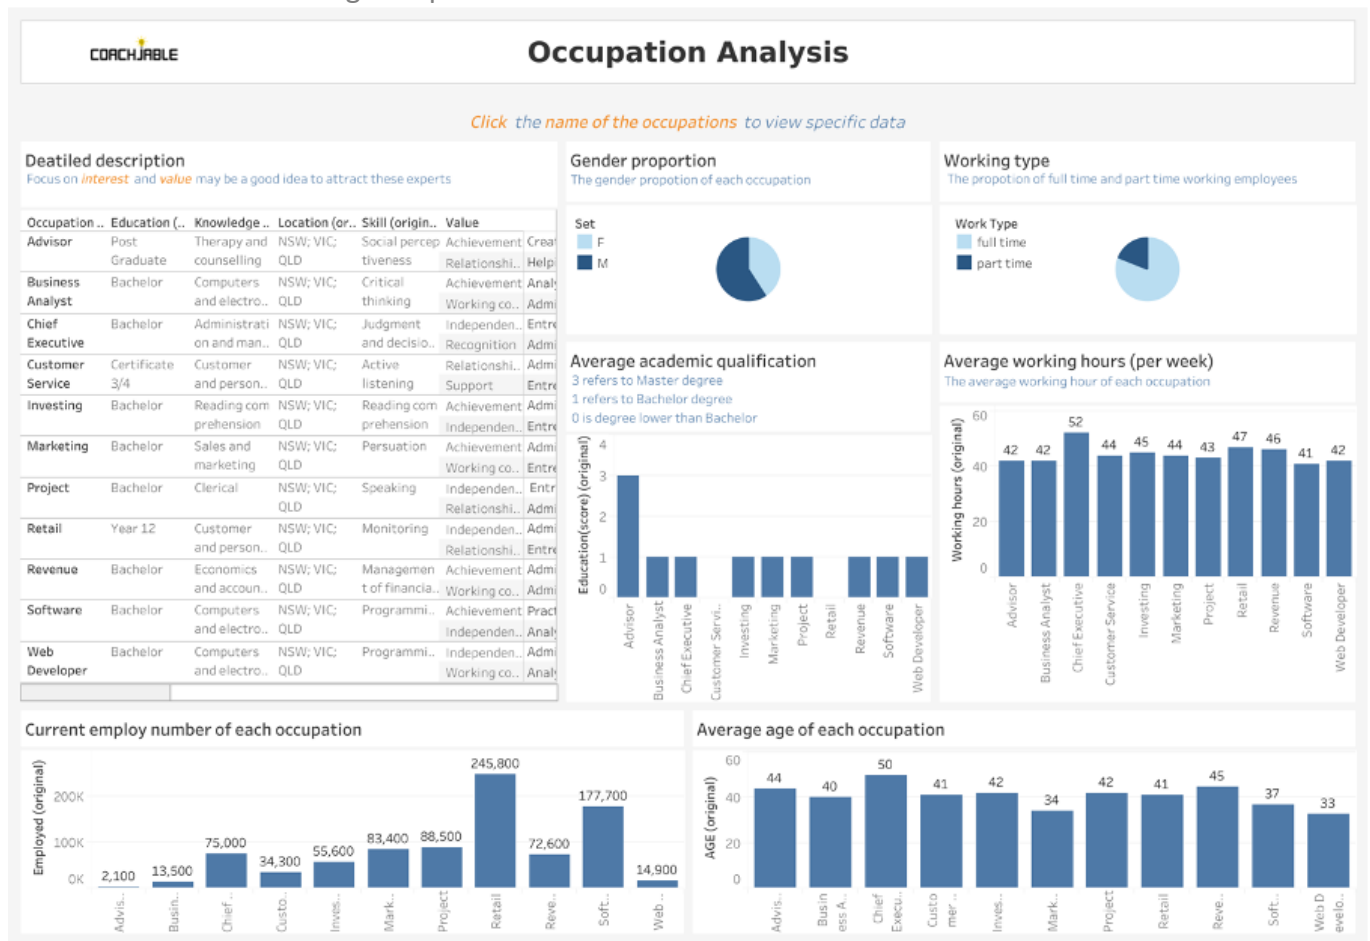 COACHJABLE
Occupation Analysis
Click the name of the occupations to view specific data
Deatiled description
Focus on interest and value may be a good idea to attract these experts
Occupation .. Education (.. Knowledge .. Location (or.. Skill (origin.. Value
Advisor Post Therapy and NSW; VIC; Social percep Achievement Creat
Graduate counselling QLD tiveness Relationshi.. Help
Business Bachelor Computers NSW; VIC; Critical Achievement Analy
Analyst and electro.. QLD thinking Working co.. Admi
Chief Bachelor Administrati NSW; VIC; Judgment Independen.. Entre
Executive on and man.. QLD and decisio.. Recognition Admi
Customer Certificate Customer NSW; VIC; Active Relationshi.. Admi
Service 3/4 and person.. QLD listening Support Entre
Investing Bachelor Reading com NSW; VIC; Reading com Achievement Admi
prehension QLD prehension Independen.. Entre
Marketing Bachelor Sales and NSW; VIC; Persuation Achievement Admi
marketing QLD Working co.. Entre
Project Bachelor Clerical NSW; VIC; Speaking Independen.. Entr
QLD Relationshi.. Admi
Retail Year 12 Customer NSW; VIC; Monitoring Independen.. Admi
and person.. QLD Relationshi.. Entre
Revenue Bachelor Economics NSW; VIC; Managemen Achievement Admi
and accoun.. QLD t of financia.. Working co.. Admi
Software Bachelor Computers NSW; VIC; Programmi.. Achievement Pract
and electro.. QLD Independen.. Analy
Web Bachelor Computers NSW; VIC; Programmi.. Independen.. Admi
Developer and electro.. QLD Working co.. Analy
Gender proportion
The gender propotion of each occupation
Set
F
M
Working type
The propotion of full time and part time working employees
Work Type
full time
part time
Average academic qualification
3 refers to Master degree
1 refers to Bachelor degree
0 is degree lower than Bachelor
Education(score) (original)
4
3
2
1
0
Advisor
Business Analyst
Chief Executive
Customer Servi..
Investing
Marketing
Project
Retail
Revenue
Software
Web Developer
Average working hours (per week)
The average working hour of each occupation
Working hours (original)
60
40
20
0
42 42 52 44 45 44 43 47 46 41 42
Advisor
Business Analyst
Chief Executive
Customer Service
Investing
Marketing
Project
Retail
Revenue
Software
Web Developer
Current employ number of each occupation
Employed (original)
200K
100K
0K
2,100 13,500 75,000 34,300 55,600 83,400 88,500 245,800 72,600 177,700 14,900
Advis..
Busin..
Chief ..
Custo..
Inves..
Mark..
Project
Retail
Reve..
Soft..
Web ..
Average age of each occupation
AGE (original)
60
40
20
0
44 40 50 41 42 34 42 41 45 37 33
Advis..
Busin
ess A..
Chief
Execu..
Custo
mer ..
Inves..
Mark..
Project
Retail
Reve..
Soft..
Web D
evelo..